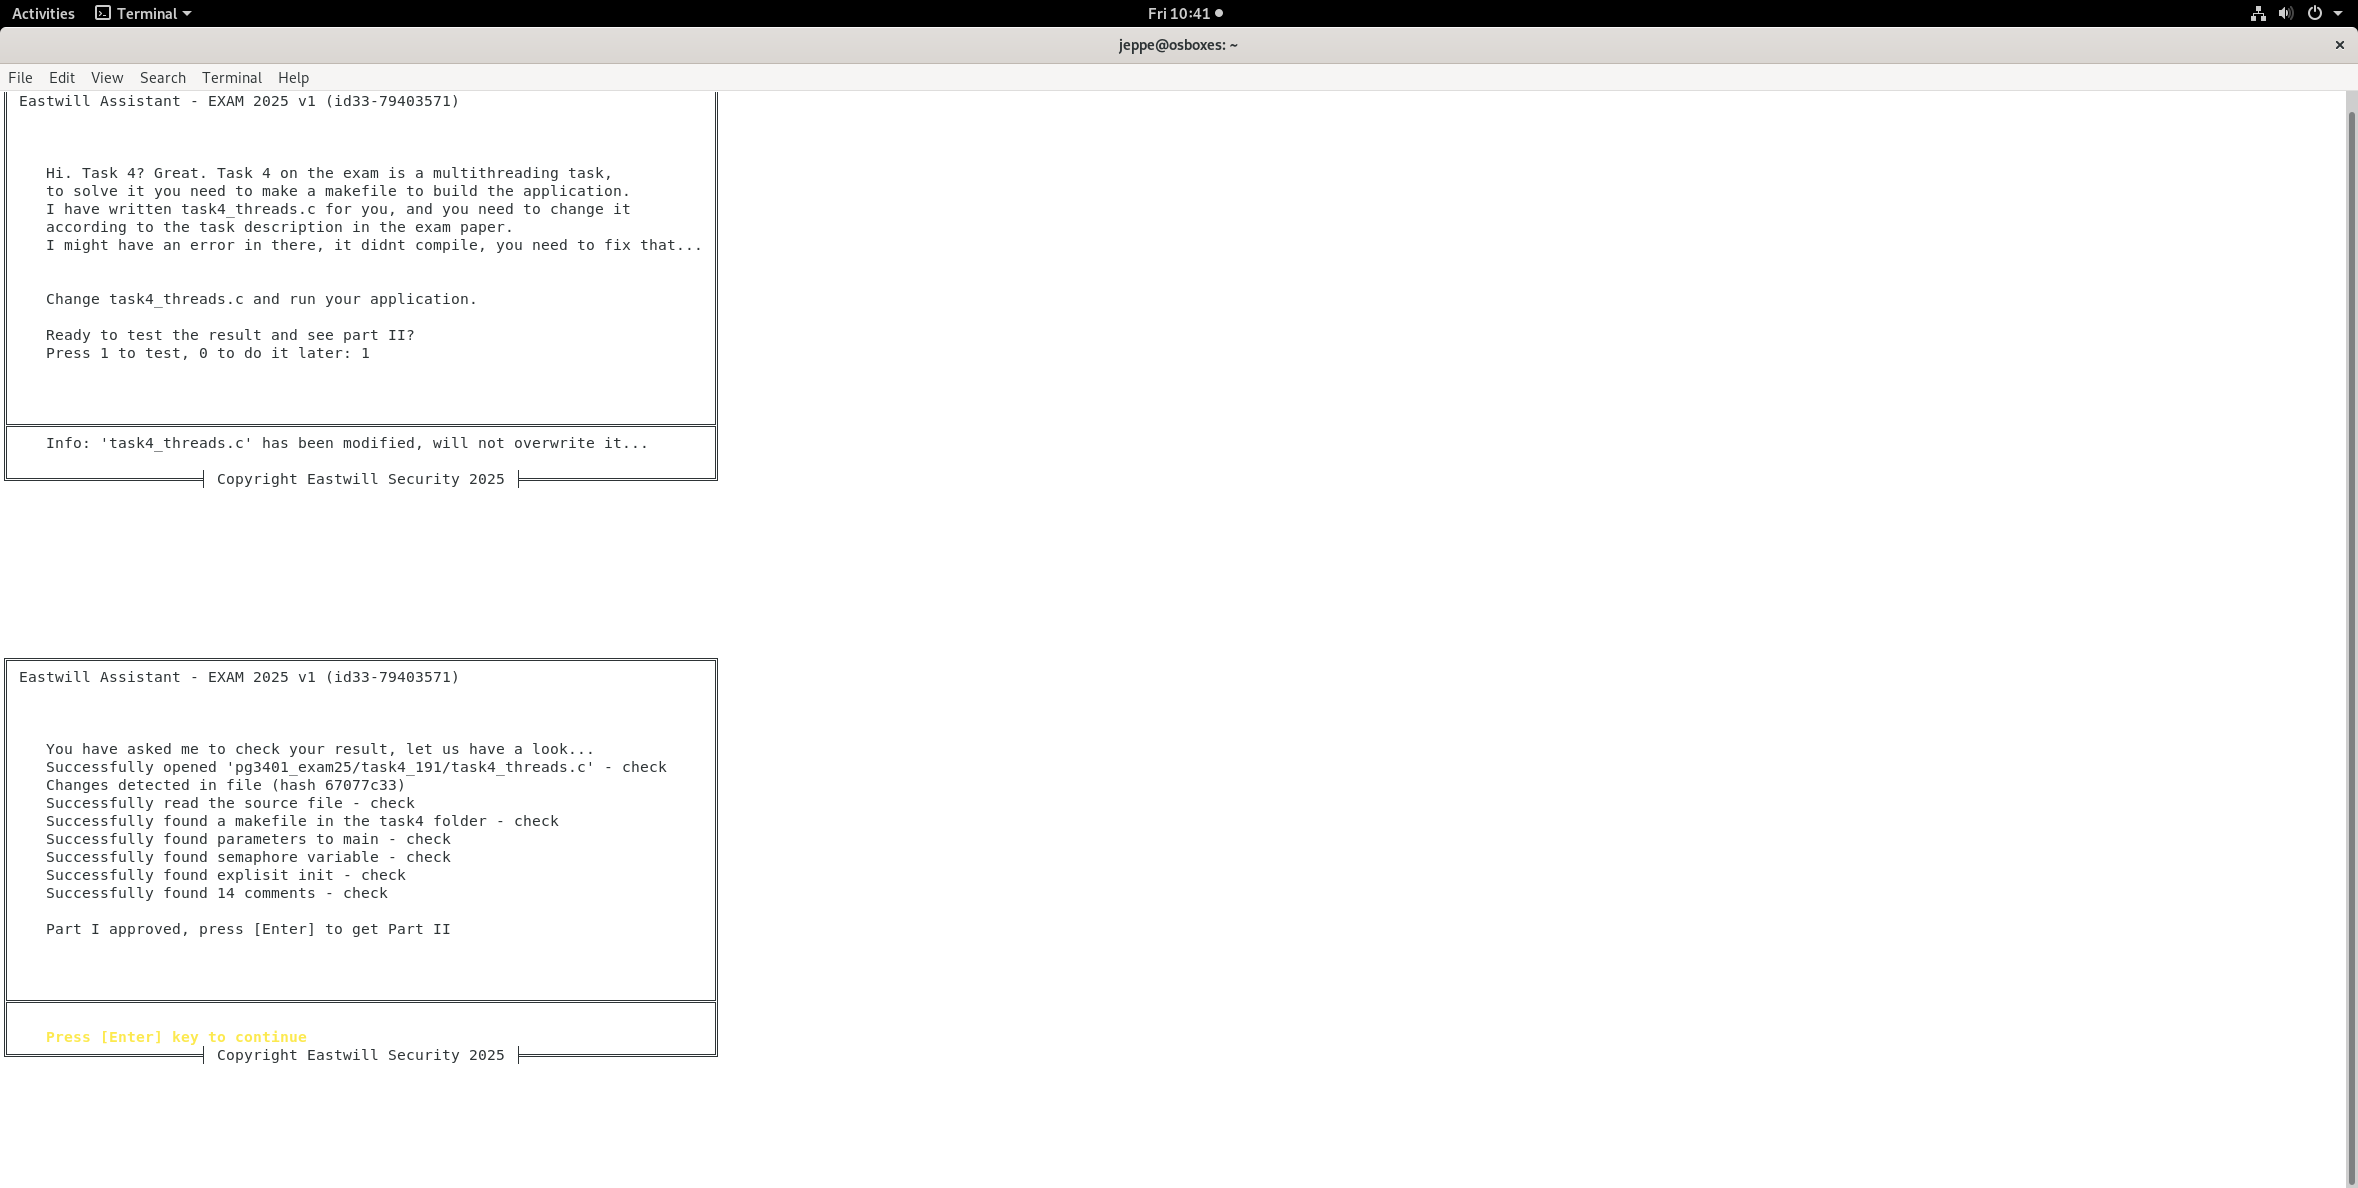 Activities Terminal Fri 10:41
jeppe@osboxes: ~ ×
File Edit View Search Terminal Help
Eastwill Assistant - EXAM 2025 v1 (id33-79403571)
Hi. Task 4? Great. Task 4 on the exam is a multithreading task,
to solve it you need to make a makefile to build the application.
I have written task4_threads.c for you, and you need to change it
according to the task description in the exam paper.
I might have an error in there, it didnt compile, you need to fix that...
Change task4_threads.c and run your application.
Ready to test the result and see part II?
Press 1 to test, 0 to do it later: 1
Info: 'task4_threads.c' has been modified, will not overwrite it...
Copyright Eastwill Security 2025
Eastwill Assistant - EXAM 2025 v1 (id33-79403571)
You have asked me to check your result, let us have a look...
Successfully opened 'pg3401_exam25/task4_191/task4_threads.c' - check
Changes detected in file (hash 67077c33)
Successfully read the source file - check
Successfully found a makefile in the task4 folder - check
Successfully found parameters to main - check
Successfully found semaphore variable - check
Successfully found explisit init - check
Successfully found 14 comments - check
Part I approved, press [Enter] to get Part II
Press [Enter] key to continue
Copyright Eastwill Security 2025